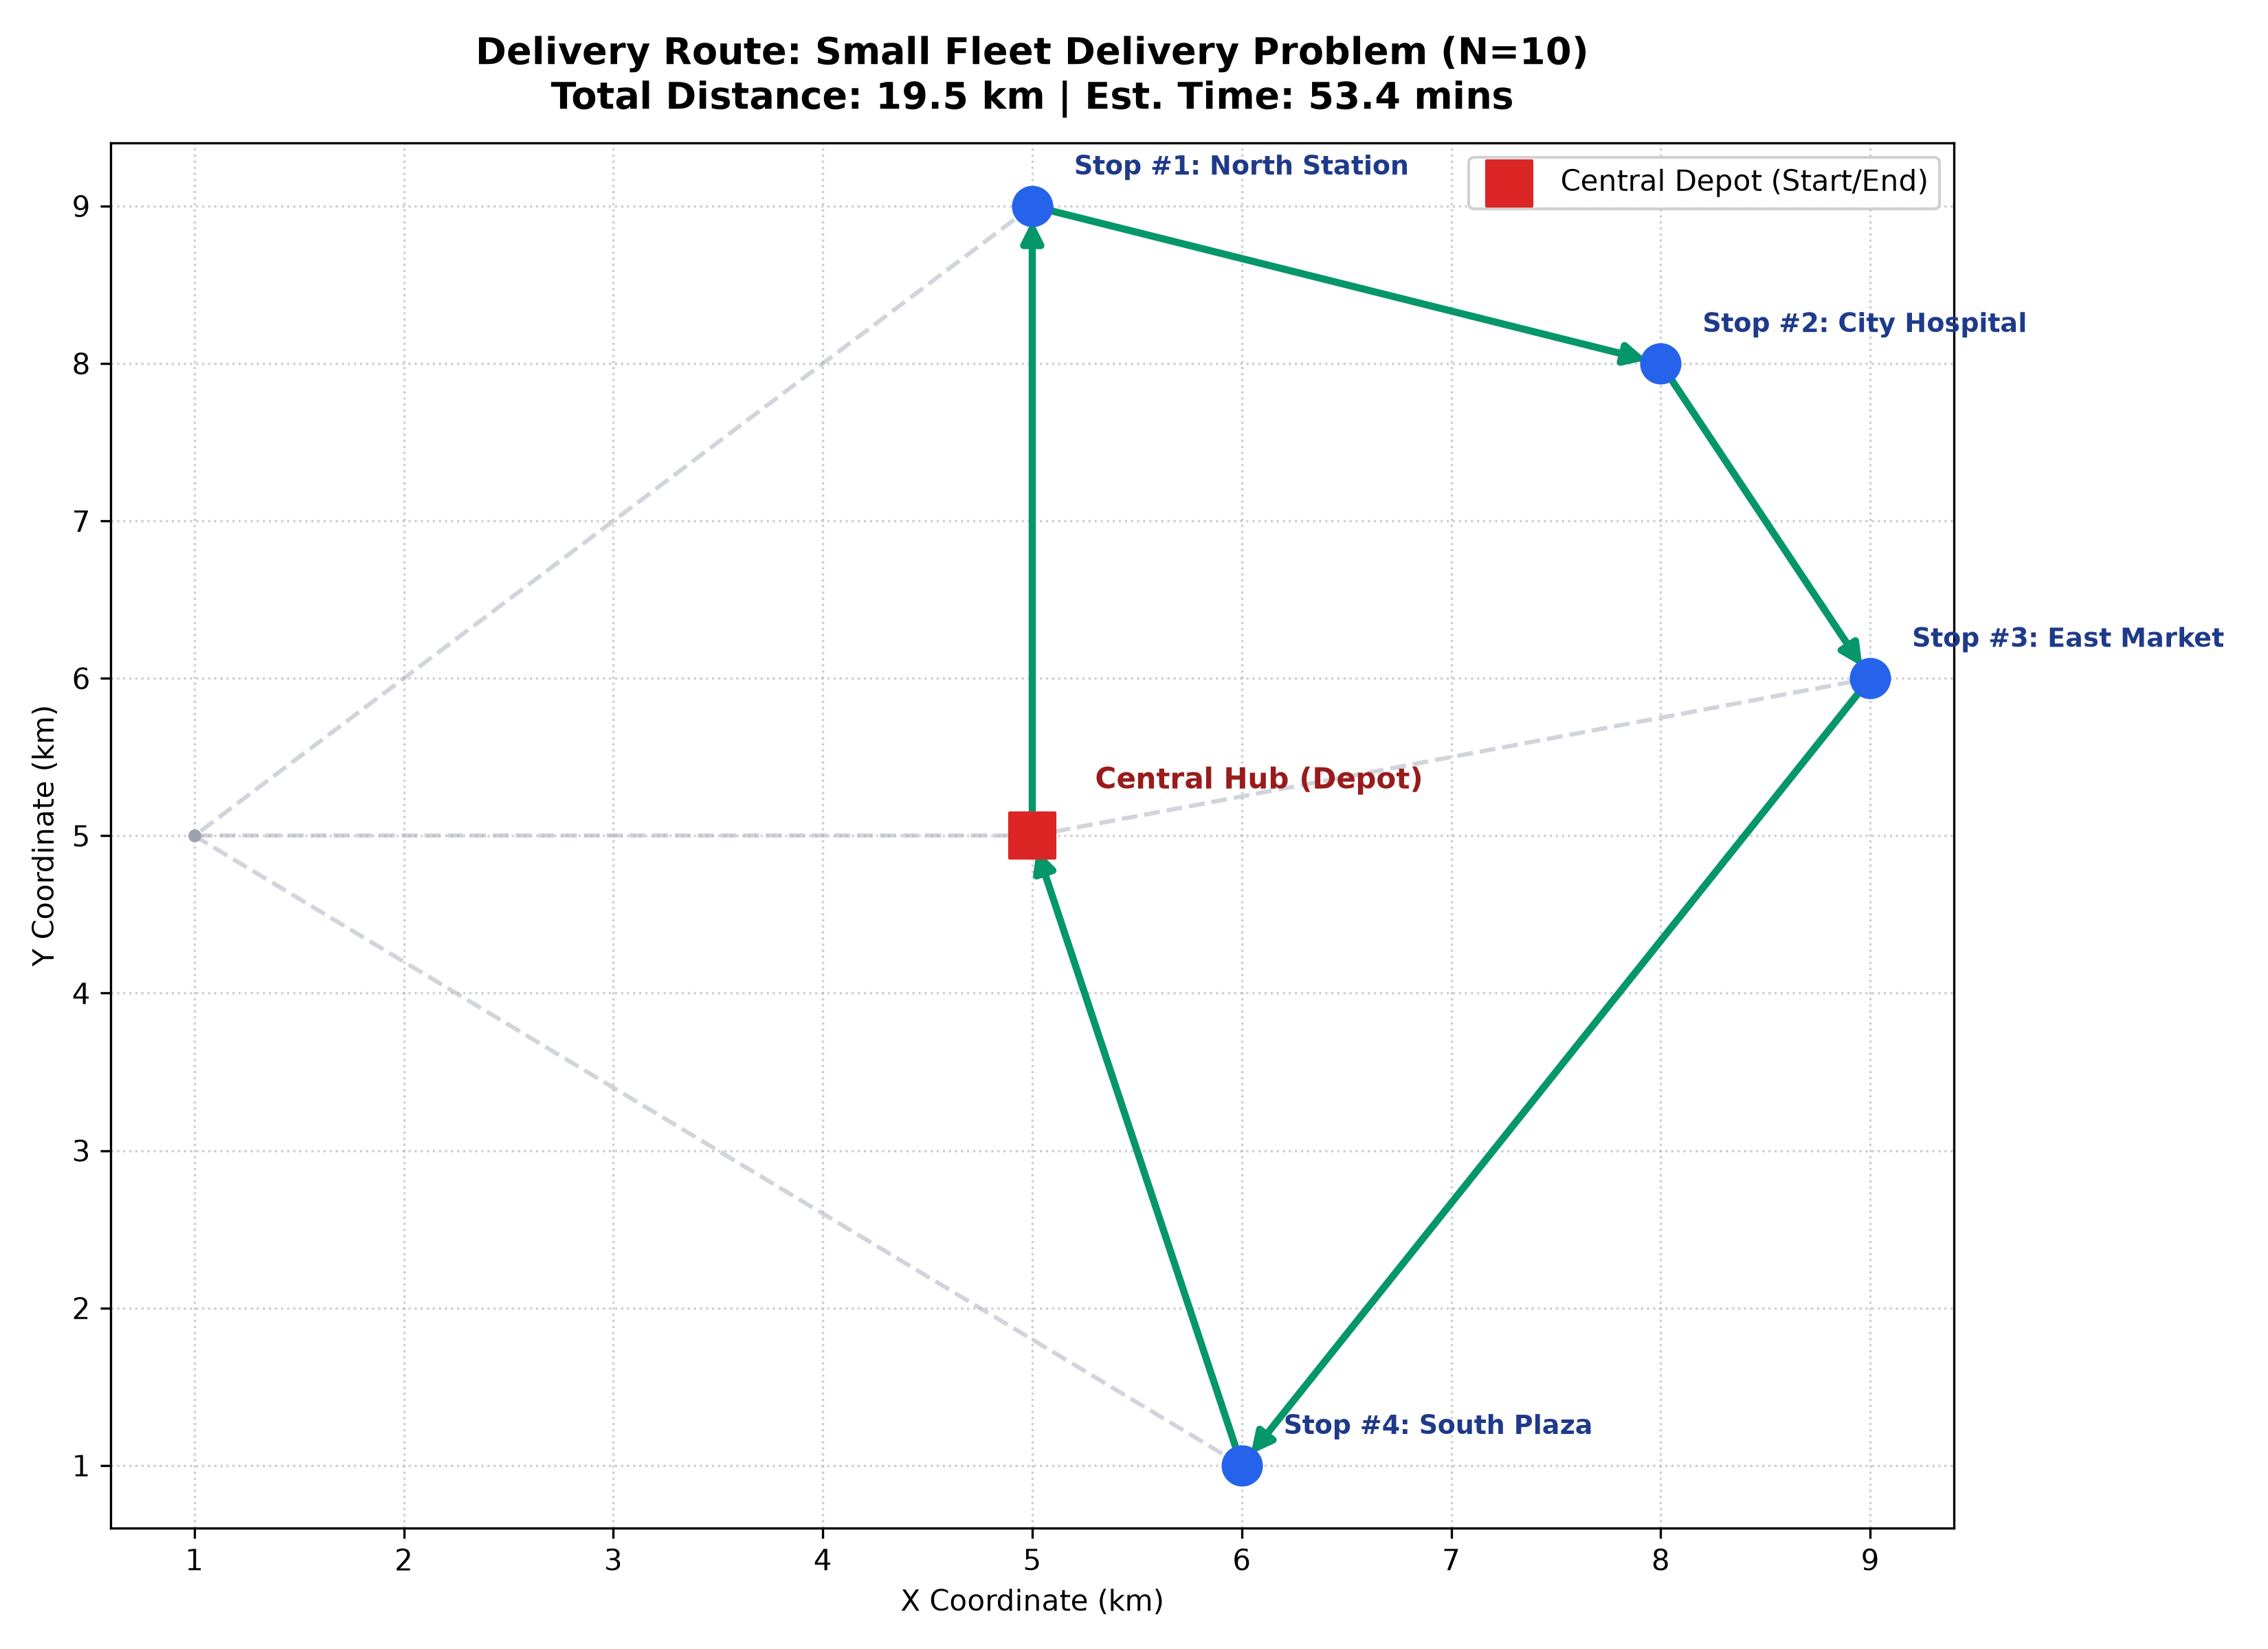 Delivery Route: Small Fleet Delivery Problem (N=10)
Total Distance: 19.5 km | Est. Time: 53.4 mins
Stop #1: North Station
Central Depot (Start/End)
9
Stop #2: City Hospital
8
7
Stop #3: East Market
6
Central Hub (Depot)
5
Y Coordinate (km)
4
3
2
Stop #4: South Plaza
1
1 2 3 4 5 6 7 8 9
X Coordinate (km)